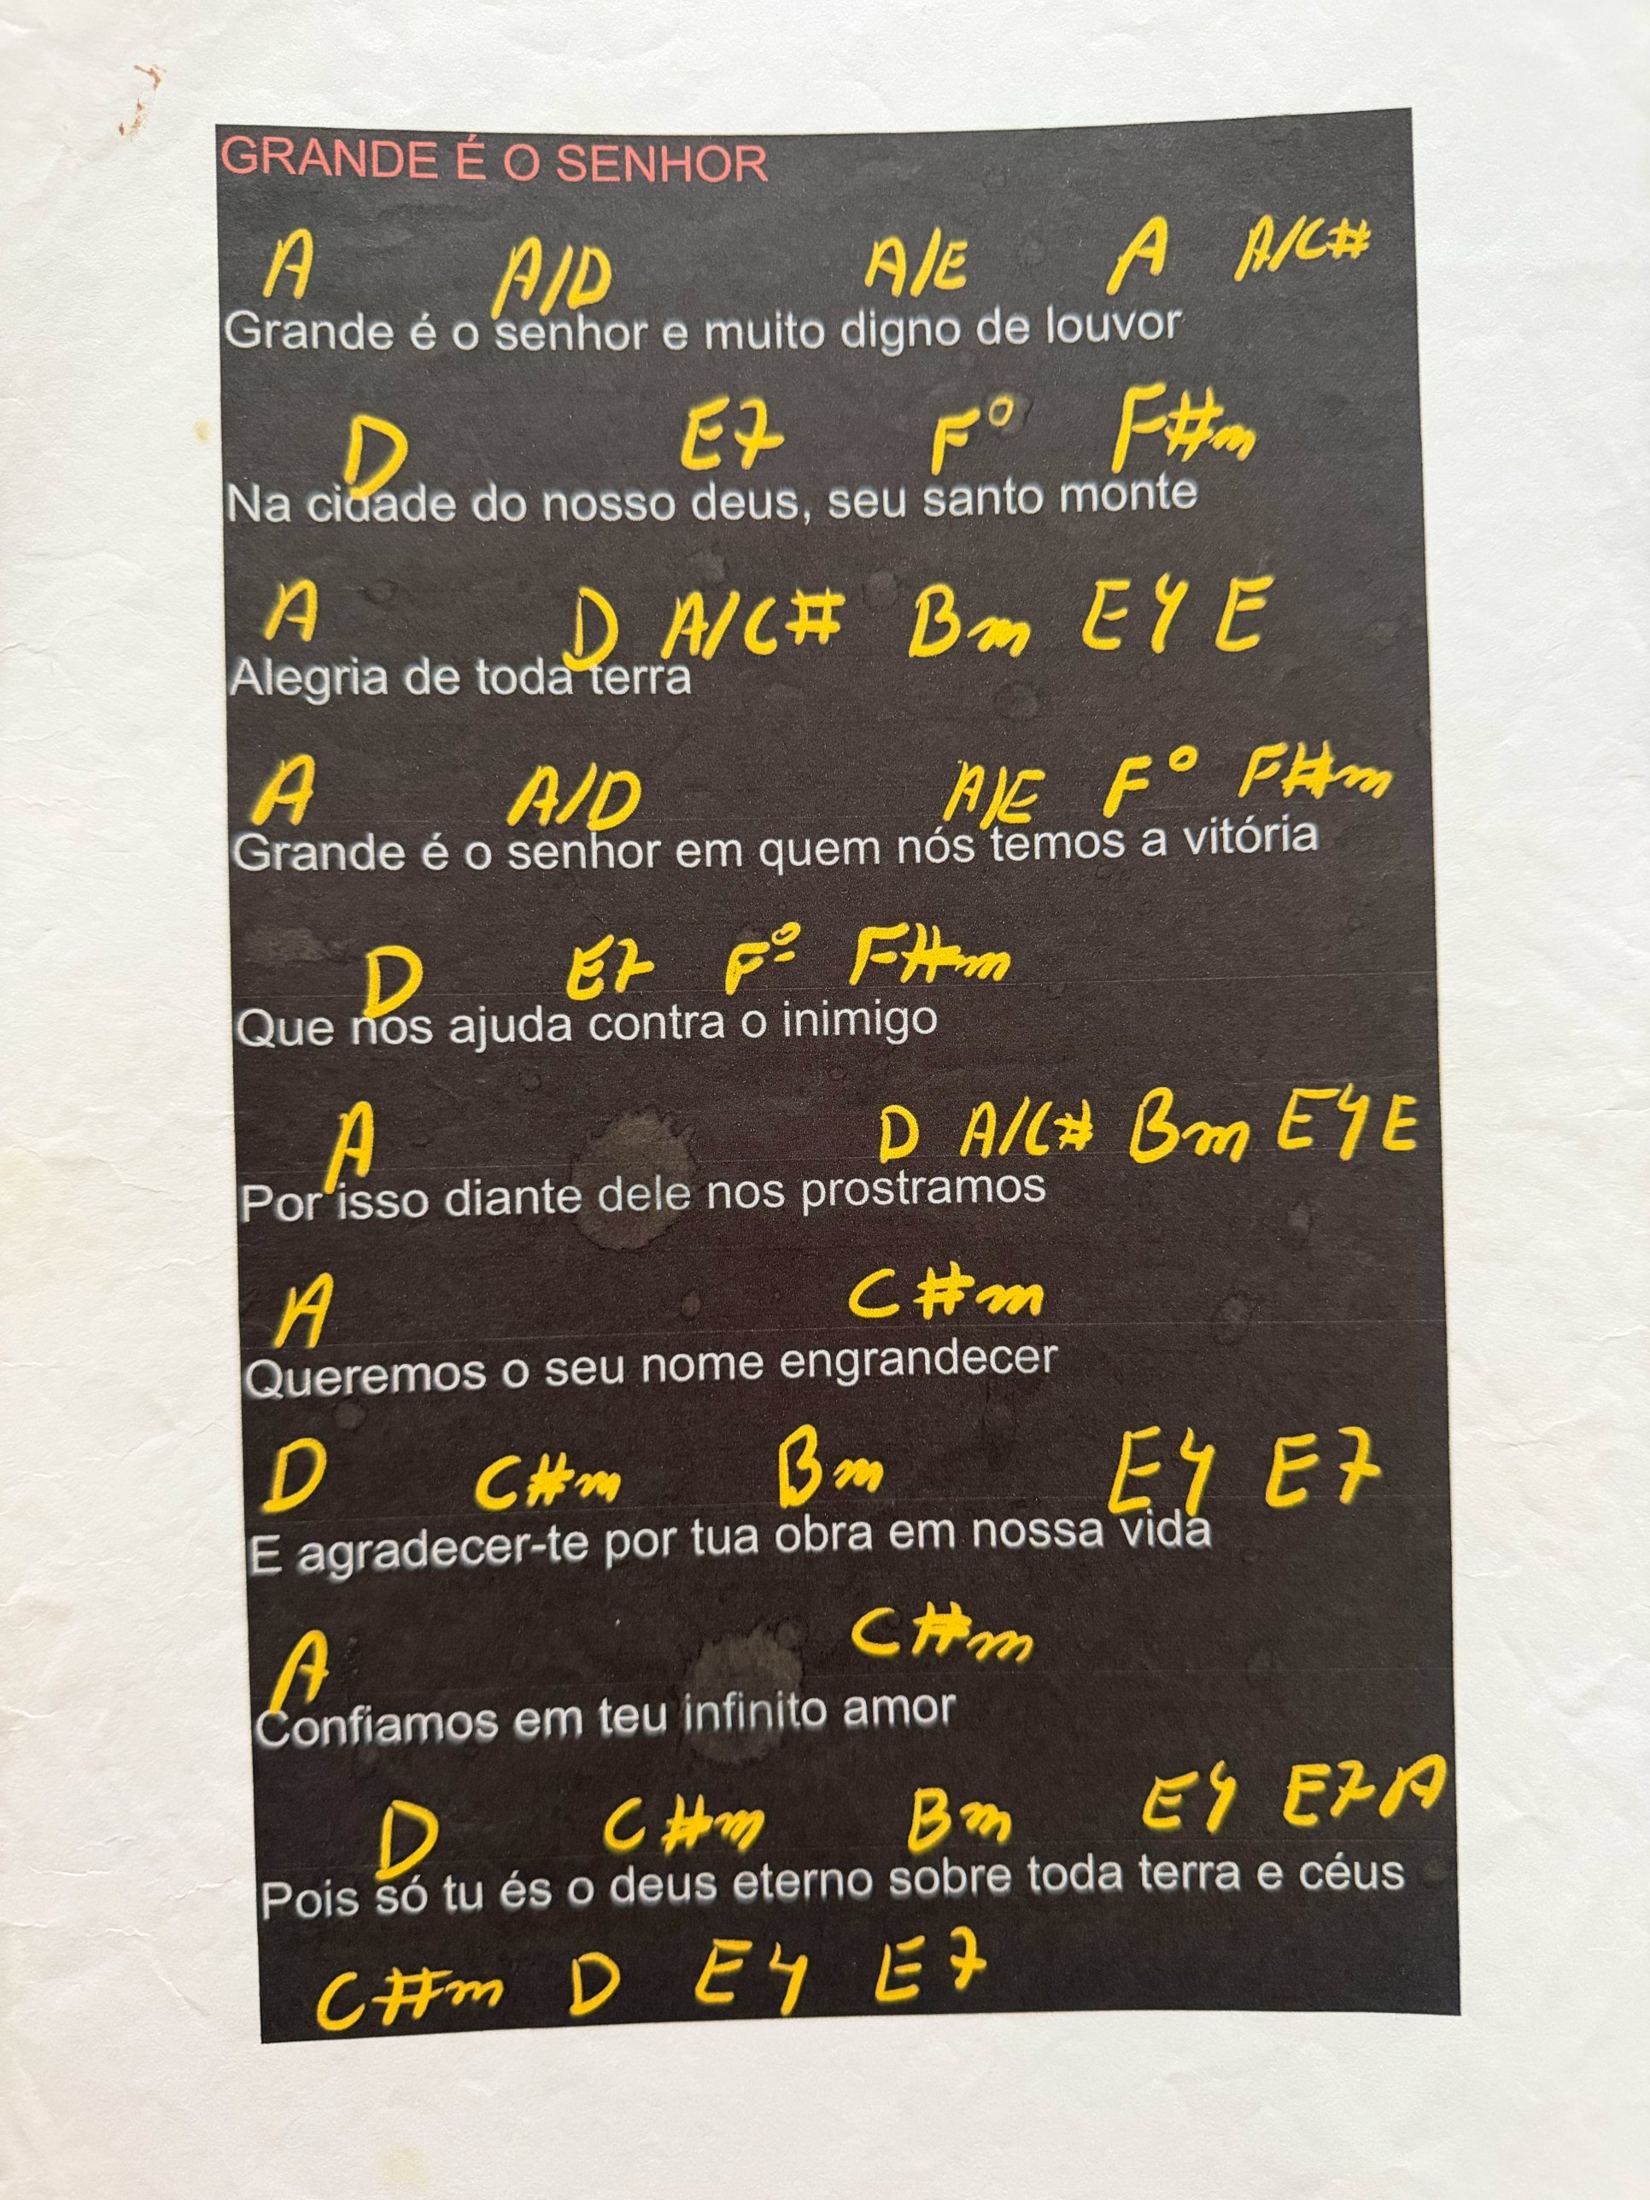 GRANDE É O SENHOR
A A/D A/E A A/C#
Grande é o senhor e muito digno de louvor
D E7 F° F#m
Na cidade do nosso deus, seu santo monte
A D A/C# Bm E4 E
Alegria de toda terra
A A/D A/E F° F#m
Grande é o senhor em quem nós temos a vitória
D E7 Fº F#m
Que nos ajuda contra o inimigo
A D A/C# Bm E4 E
Por isso diante dele nos prostramos
A C#m
Queremos o seu nome engrandecer
D C#m Bm E4 E7
E agradecer-te por tua obra em nossa vida
A C#m
Confiamos em teu infinito amor
D C#m Bm E4 E7 A
Pois só tu és o deus eterno sobre toda terra e céus
C#m D E4 E7